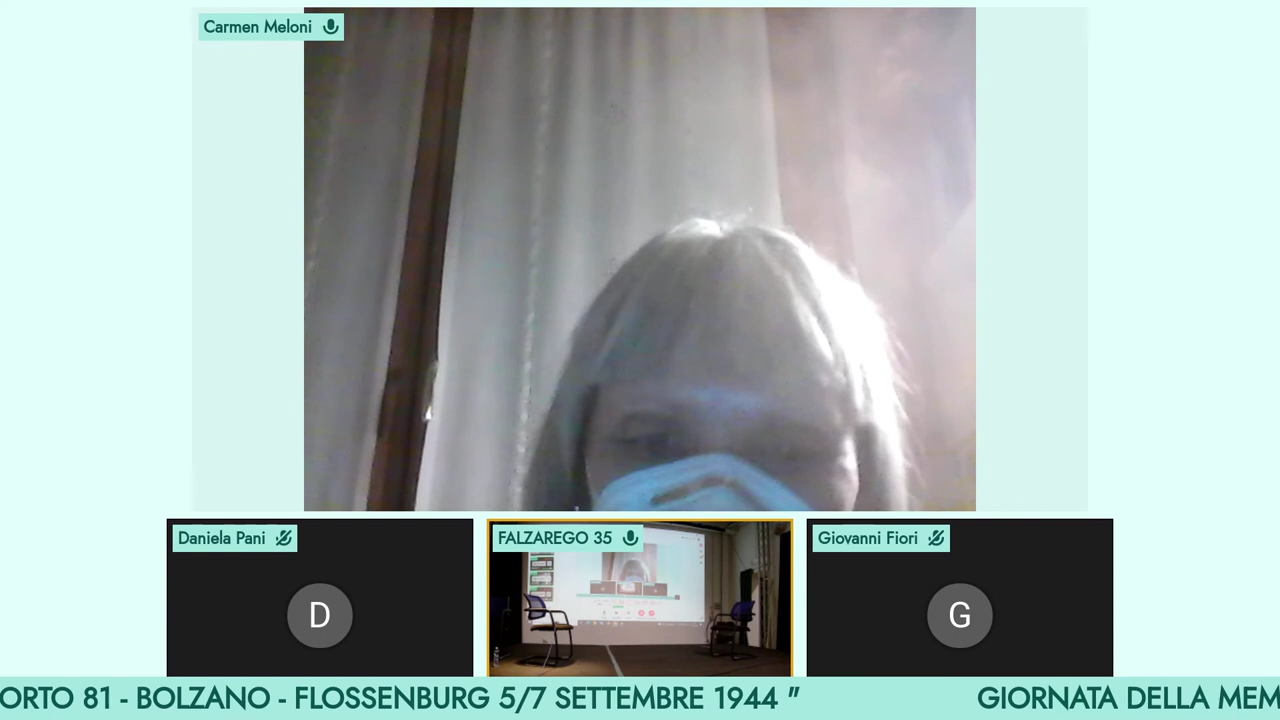 Carmen Meloni
Daniela Pani
FALZAREGO 35
Giovanni Fiori
D
G
ORTO 81 - BOLZANO - FLOSSENBURG 5/7 SETTEMBRE 1944 " GIORNATA DELLA MEM